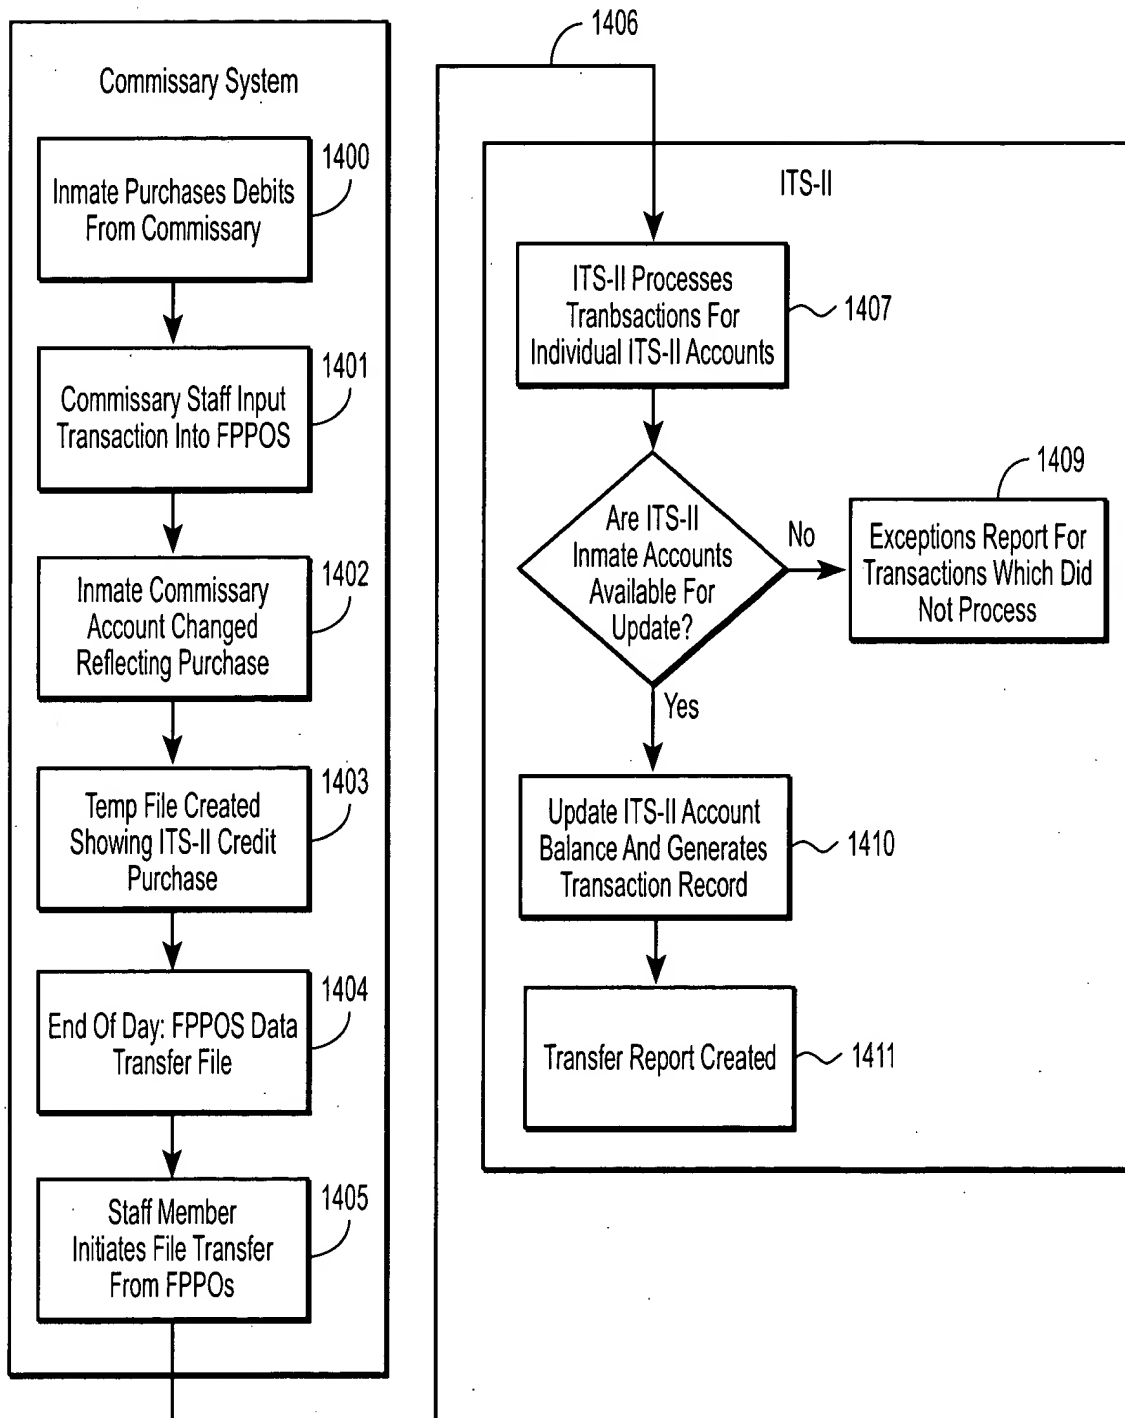 Commissary System
1400
Inmate Purchases Debits
From Commissary
1401
Commissary Staff Input
Transaction Into FPPOS
1402
Inmate Commissary
Account Changed
Reflecting Purchase
1403
Temp File Created
Showing ITS-II Credit
Purchase
1404
End Of Day: FPPOS Data
Transfer File
1405
Staff Member
Initiates File Transfer
From FPPOs
1406
ITS-II
ITS-II Processes
Tranbsactions For
Individual ITS-II Accounts
1407
Are ITS-II
Inmate Accounts
Available For
Update?
No
1409
Exceptions Report For
Transactions Which Did
Not Process
Yes
Update ITS-II Account
Balance And Generates
Transaction Record
1410
Transfer Report Created
1411